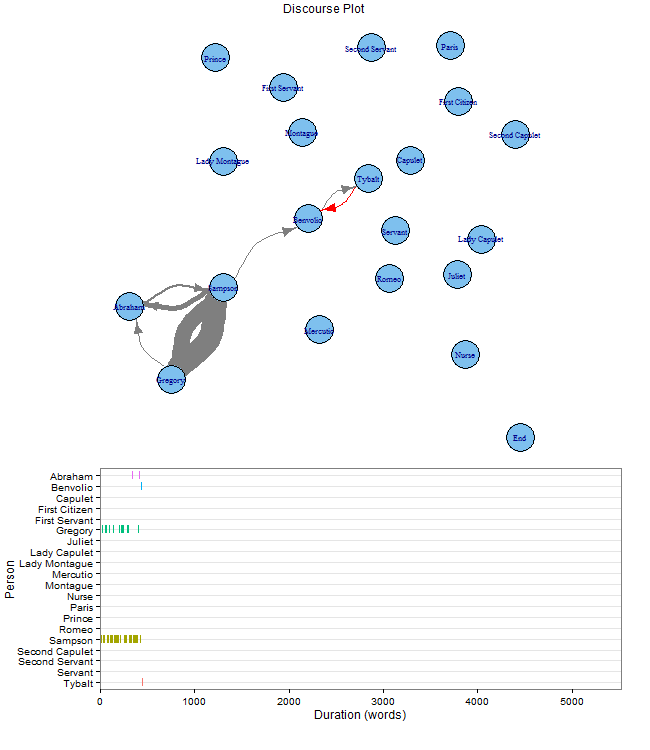 Discourse Plot
Second Servant
Paris
Prince
First Servant
First Citizen
Montague
Second Capulet
Lady Montague
Capulet
Tybalt
Benvolio
Servant
Lady Capulet
Romeo
Juliet
Sampson
Abraham
Mercutio
Nurse
Gregory
End
Abraham
Benvolio
Capulet
First Citizen
First Servant
Gregory
Juliet
Lady Capulet
Lady Montague
Mercutio
Montague
Nurse
Paris
Prince
Romeo
Sampson
Second Capulet
Second Servant
Servant
Tybalt
Person
0 1000 2000 3000 4000 5000
Duration (words)